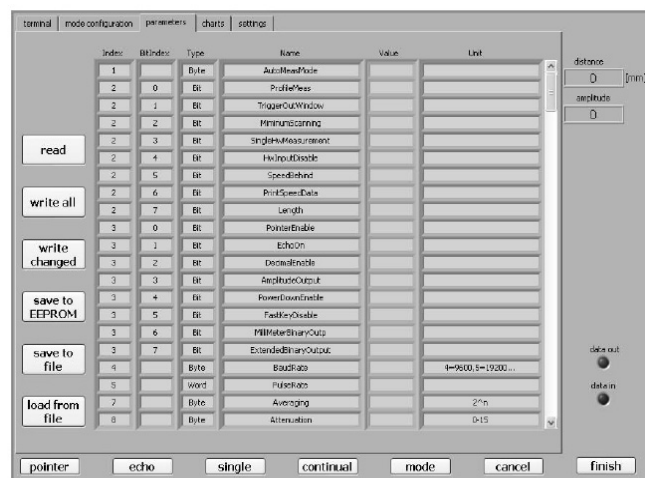 terminal mode configuration parameters charts settings
Index BitIndex Type Name Value Unit
distance
0 [mm]
amplitude
0
1 Byte AutoMeasMode
2 0 Bit ProfileMeas
2 1 Bit TriggerOutWindow
2 2 Bit MininumScanning
2 3 Bit SingleHwMeasurement
2 4 Bit HwInputDisable
2 5 Bit SpeedBehind
2 6 Bit PrintSpeedData
2 7 Bit Length
3 0 Bit PointerEnable
3 1 Bit EchoOn
3 2 Bit DecimalEnable
3 3 Bit AmplitudeOutput
3 4 Bit PowerDownEnable
3 5 Bit FastKeyDisable
3 6 Bit MilliMeterBinaryOutp
3 7 Bit ExtendedBinaryOutput
4 Byte BaudRate 4=9600,5=19200...
5 Word PulseRate
7 Byte Averaging 2^n
8 Byte Attenuation 0-15
read
write all
write
changed
save to
EEPROM
save to
file
load from
file
data out
data in
pointer echo single continual mode cancel finish